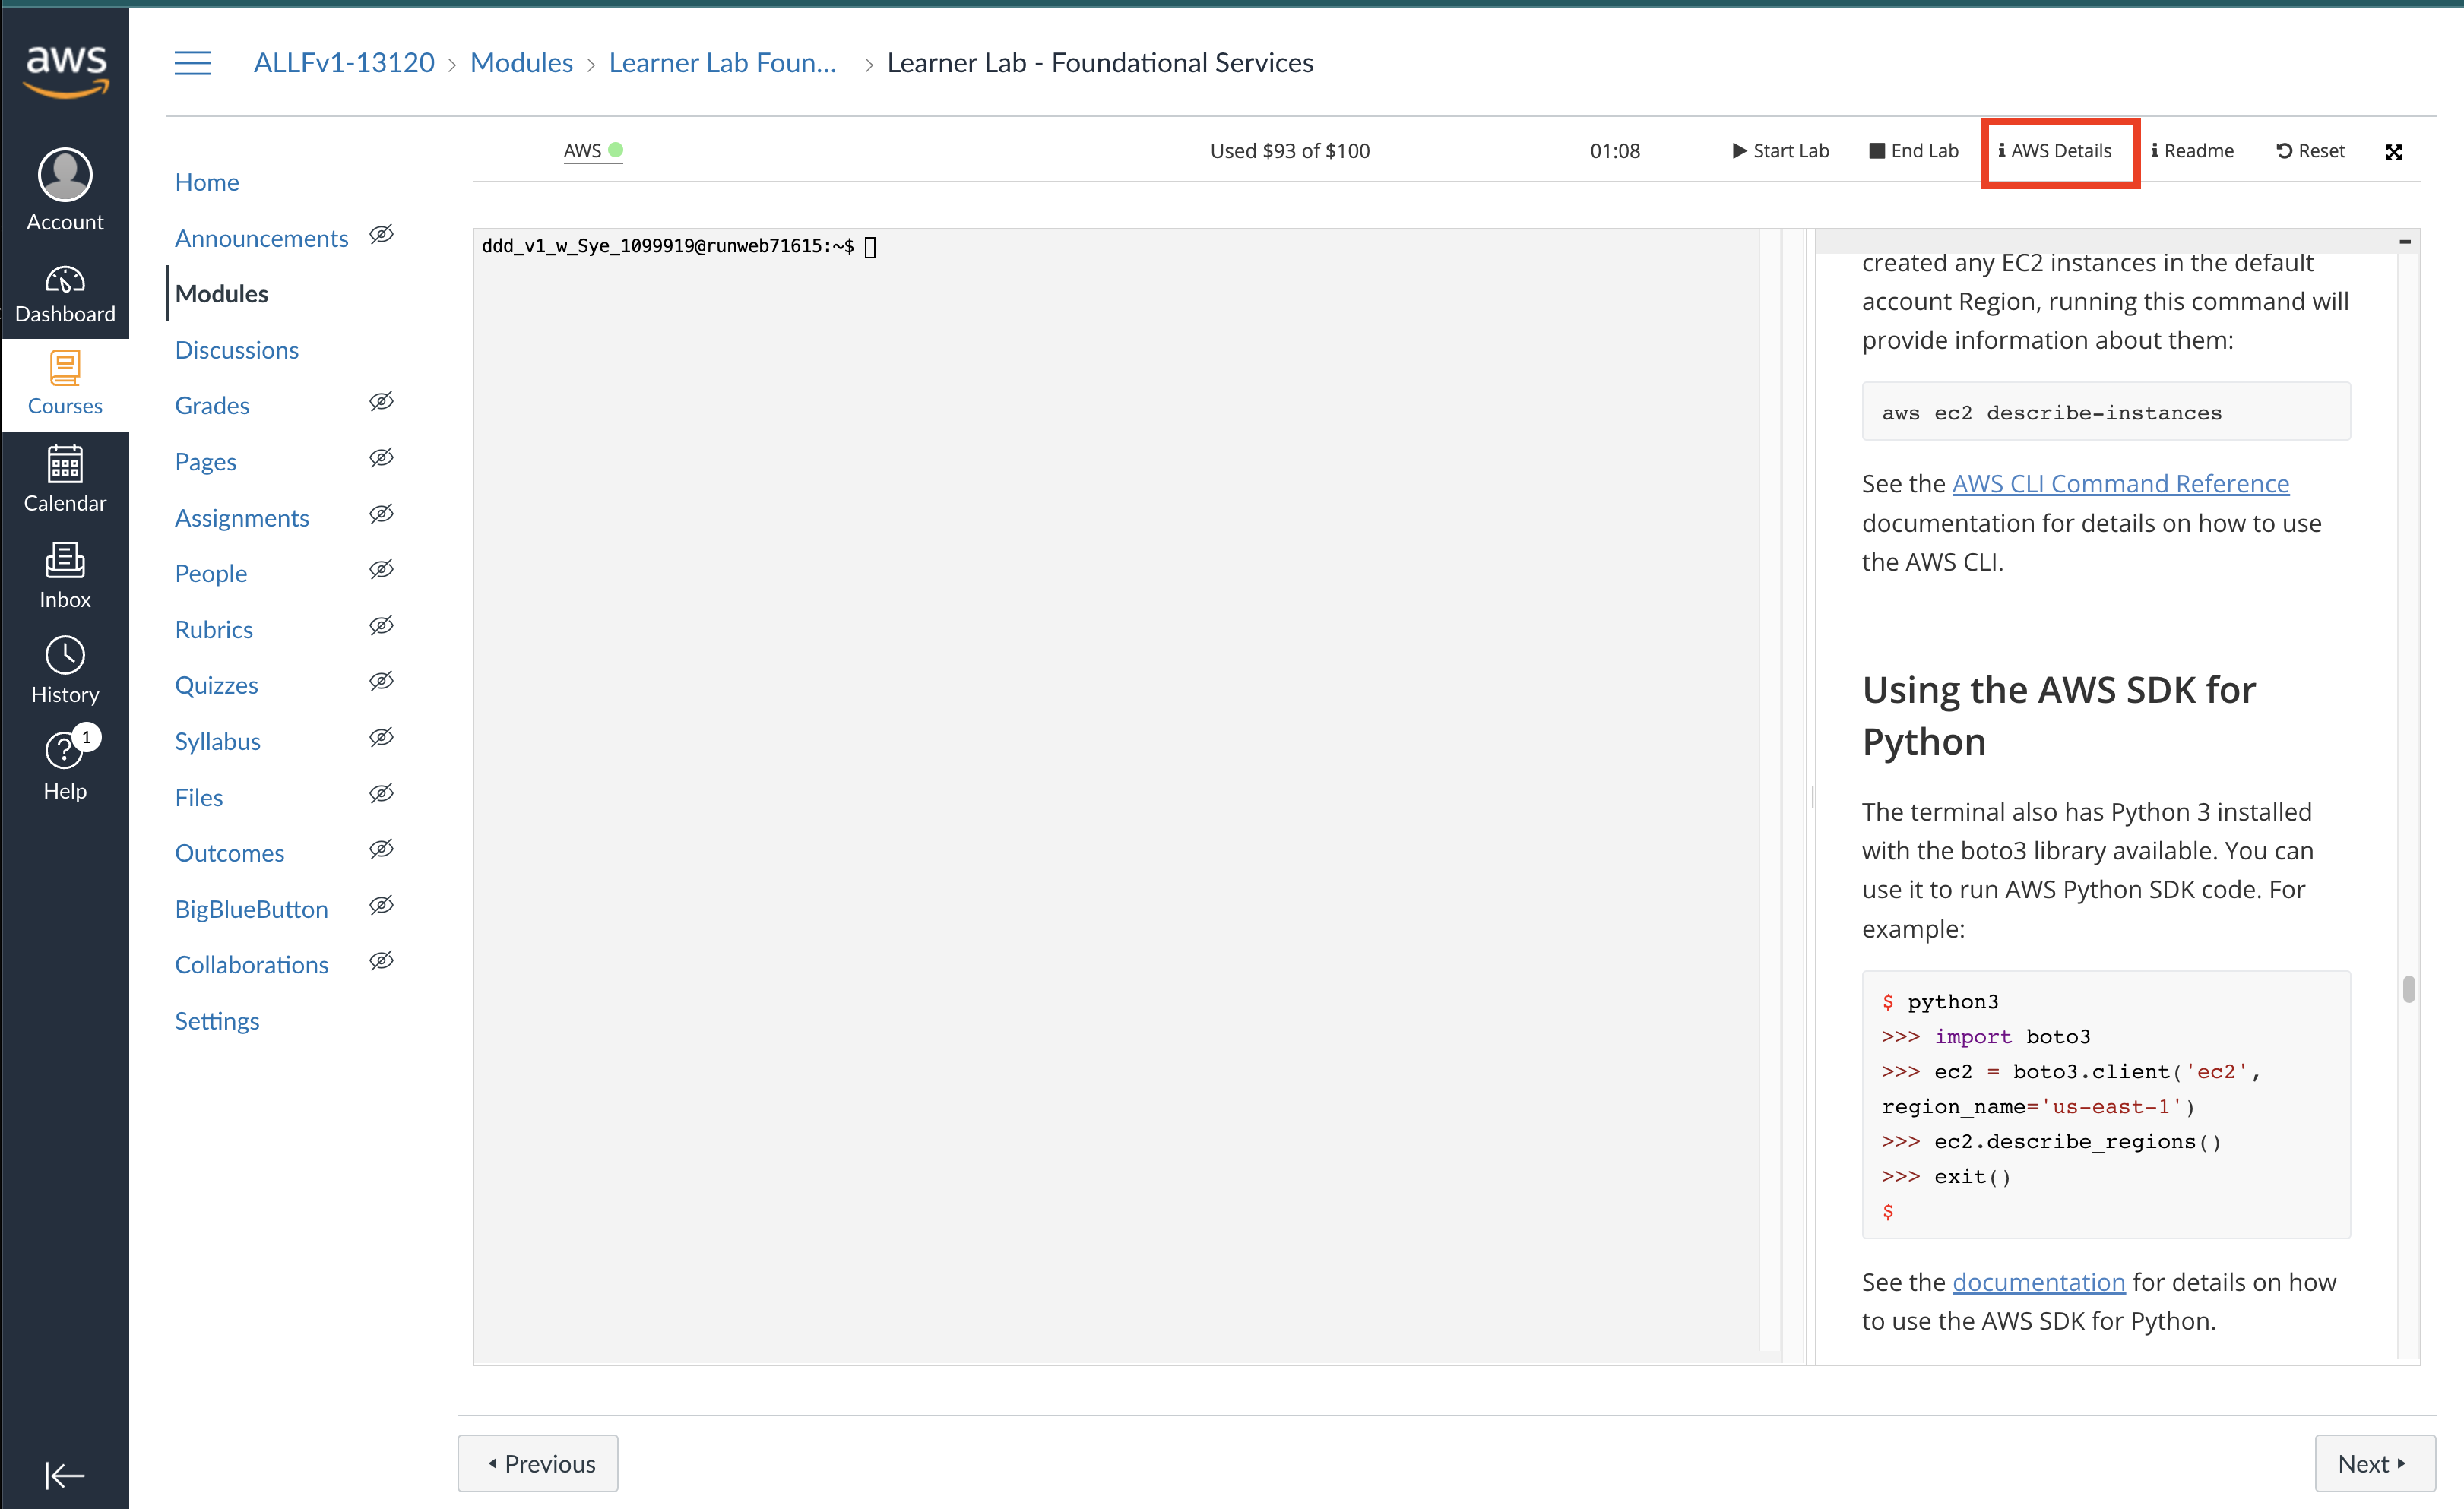 aws
Account
Dashboard
Courses
Calendar
Inbox
History
1
Help
ALLFv1-13120 > Modules > Learner Lab Foun... > Learner Lab - Foundational Services
Home
Announcements
Modules
Discussions
Grades
Pages
Assignments
People
Rubrics
Quizzes
Syllabus
Files
Outcomes
BigBlueButton
Collaborations
Settings
AWS
Used $93 of $100
01:08
Start Lab
End Lab
i AWS Details
i Readme
Reset
ddd_v1_w_Sye_1099919@runweb71615:~$
created any EC2 instances in the default
account Region, running this command will
provide information about them:
aws ec2 describe-instances
See the AWS CLI Command Reference
documentation for details on how to use
the AWS CLI.
Using the AWS SDK for
Python
The terminal also has Python 3 installed
with the boto3 library available. You can
use it to run AWS Python SDK code. For
example:
$ python3
>>> import boto3
>>> ec2 = boto3.client('ec2',
region_name='us-east-1')
>>> ec2.describe_regions()
>>> exit()
$
See the documentation for details on how
to use the AWS SDK for Python.
Previous
Next